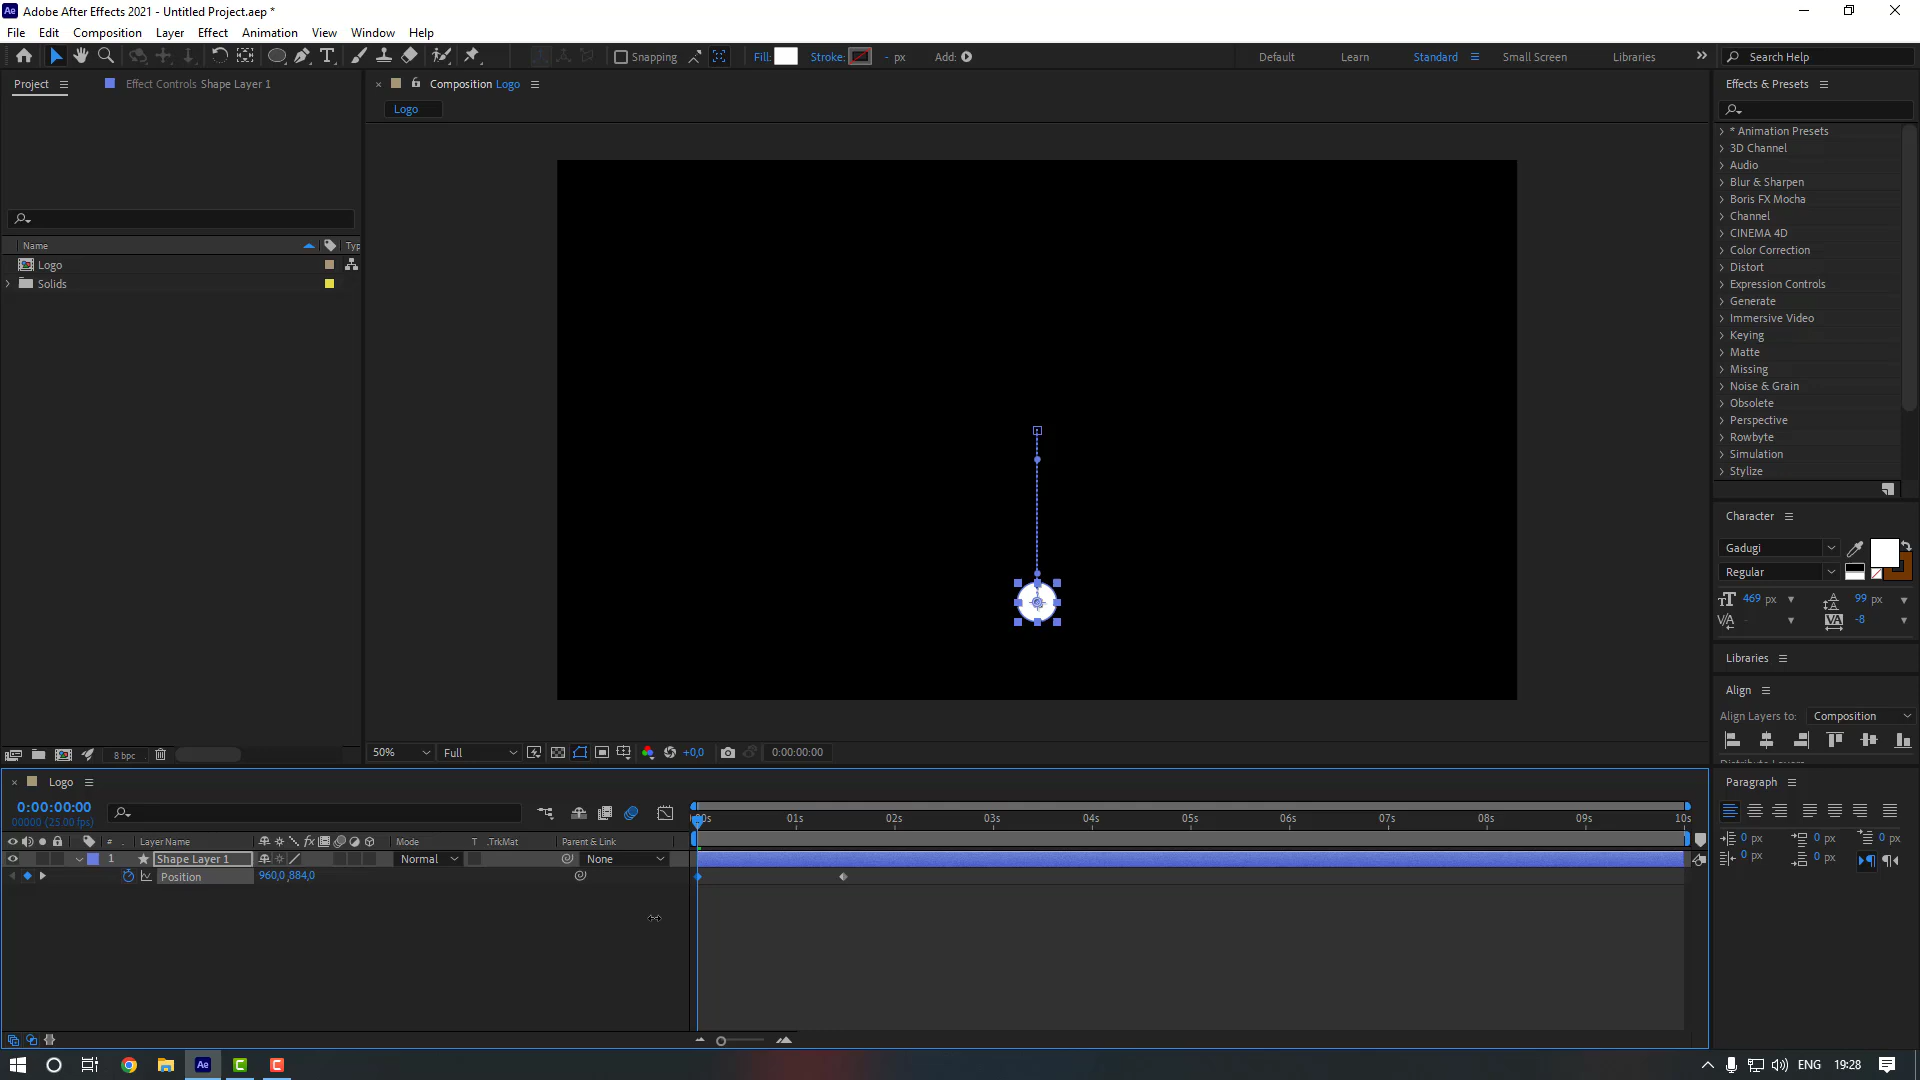 Adobe After Effects 2021 - Untitled Project.aep *
File Edit Composition Layer Effect Animation View Window Help
Snapping Fill: Stroke: - px Add: Default Learn Standard Small Screen Libraries Search Help
Project Effect Controls Shape Layer 1 Composition Logo Effects & Presets
Logo
* Animation Presets
3D Channel
Audio
Blur & Sharpen
Boris FX Mocha
Channel
CINEMA 4D
Color Correction
Distort
Expression Controls
Generate
Immersive Video
Keying
Matte
Missing
Noise & Grain
Obsolete
Perspective
Rowbyte
Simulation
Stylize
Name Typ
Logo
Solids
Character
Gadugi
Regular
469 px 99 px
-8
Libraries
Align
Align Layers to: Composition
8 bpc
50% Full +0,0 0:00:00:00
Logo
Paragraph
0:00:00:00
00000 (25.00 fps)
01s 02s 03s 04s 05s 06s 07s 08s 09s 10s
0 px 0 px 0 px
0 px 0 px
# Layer Name Mode T .TrkMat Parent & Link
1 Shape Layer 1 Normal None
Position 960,0 ,884,0
ENG 19:28